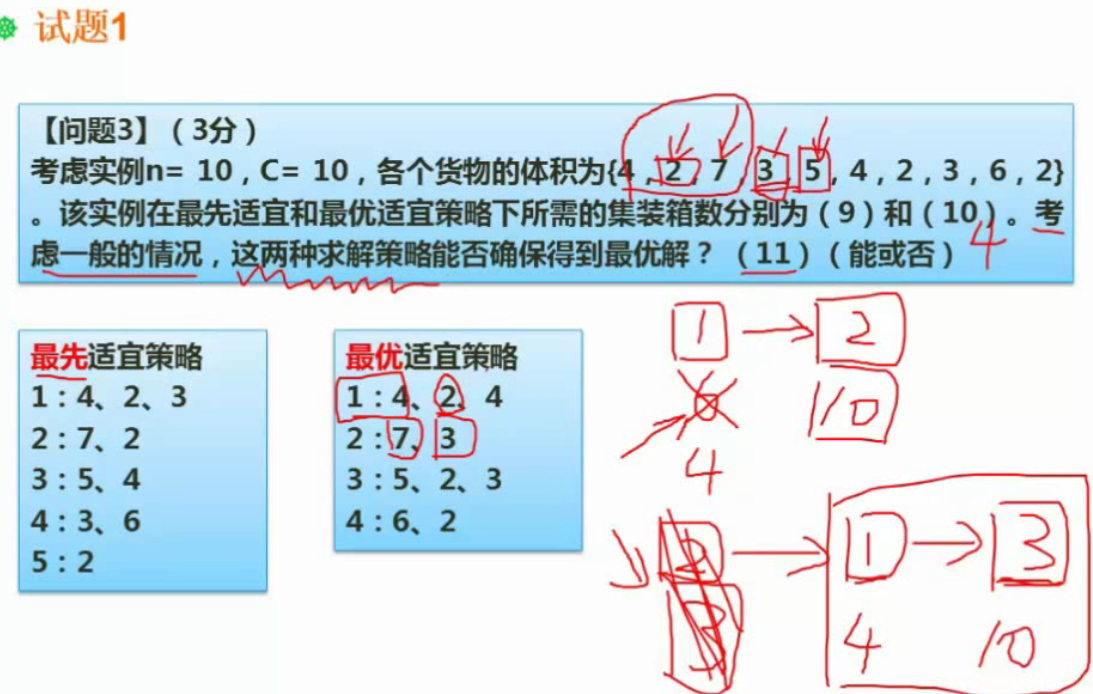 试题1
【问题3】（3分）
考虑实例n= 10，C= 10，各个货物的体积为{4，2，7，3，5，4，2，3，6，2}
。该实例在最先适宜和最优适宜策略下所需的集装箱数分别为（9）和（10）。考
虑一般的情况，这两种求解策略能否确保得到最优解？（11）（能或否）
4
最先适宜策略
1：4、2、3
2：7、2
3：5、4
4：3、6
5：2
最优适宜策略
1：4、2、4
2：7、3
3：5、2、3
4：6、2
1 2
10
4
1 3
4 10